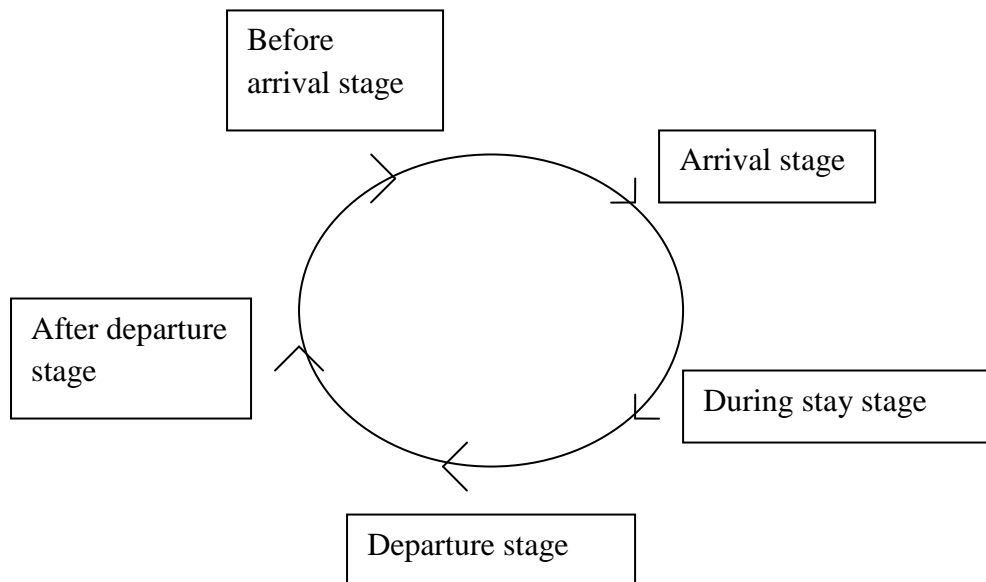 Before
arrival stage
Arrival stage
After departure
stage
During stay stage
Departure stage